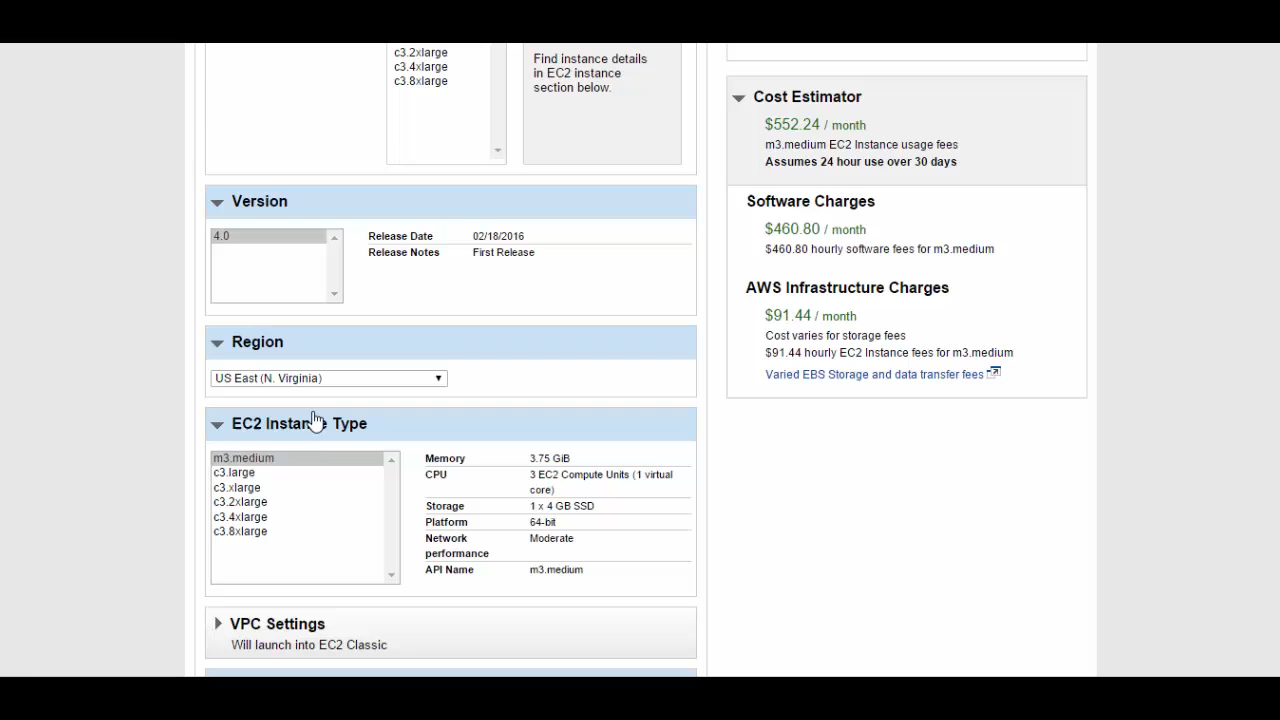 c3.2xlarge
c3.4xlarge
c3.8xlarge
Find instance details
in EC2 instance
section below.
Version
4.0
Release Date 02/18/2016
Release Notes First Release
Region
US East (N. Virginia)
EC2 Instance Type
m3.medium
c3.large
c3.xlarge
c3.2xlarge
c3.4xlarge
c3.8xlarge
Memory 3.75 GiB
CPU 3 EC2 Compute Units (1 virtual
core)
Storage 1 x 4 GB SSD
Platform 64-bit
Network Moderate
performance
API Name m3.medium
VPC Settings
Will launch into EC2 Classic
Cost Estimator
$552.24 / month
m3.medium EC2 Instance usage fees
Assumes 24 hour use over 30 days
Software Charges
$460.80 / month
$460.80 hourly software fees for m3.medium
AWS Infrastructure Charges
$91.44 / month
Cost varies for storage fees
$91.44 hourly EC2 Instance fees for m3.medium
Varied EBS Storage and data transfer fees